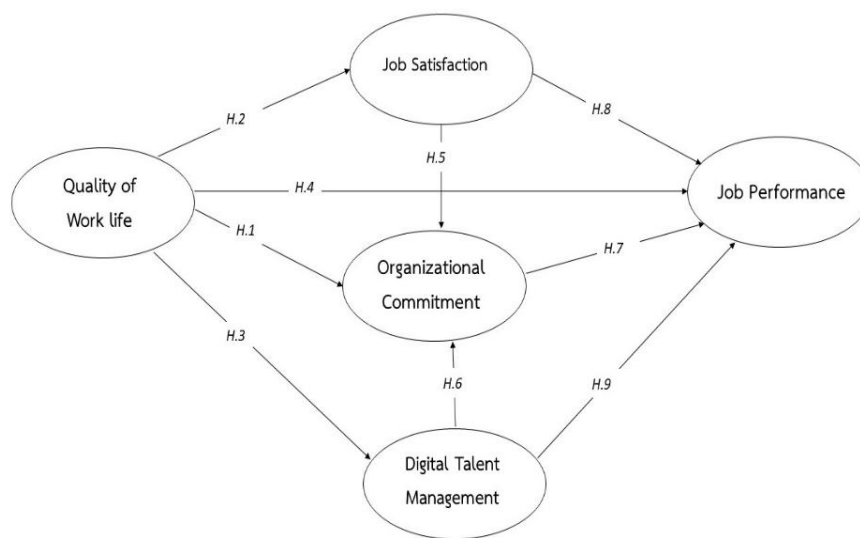 Job Satisfaction
H.2
H.8
H.5
Quality of
Work life
H.4
Job Performance
H.1
Organizational
Commitment
H.7
H.3
H.6
H.9
Digital Talent
Management